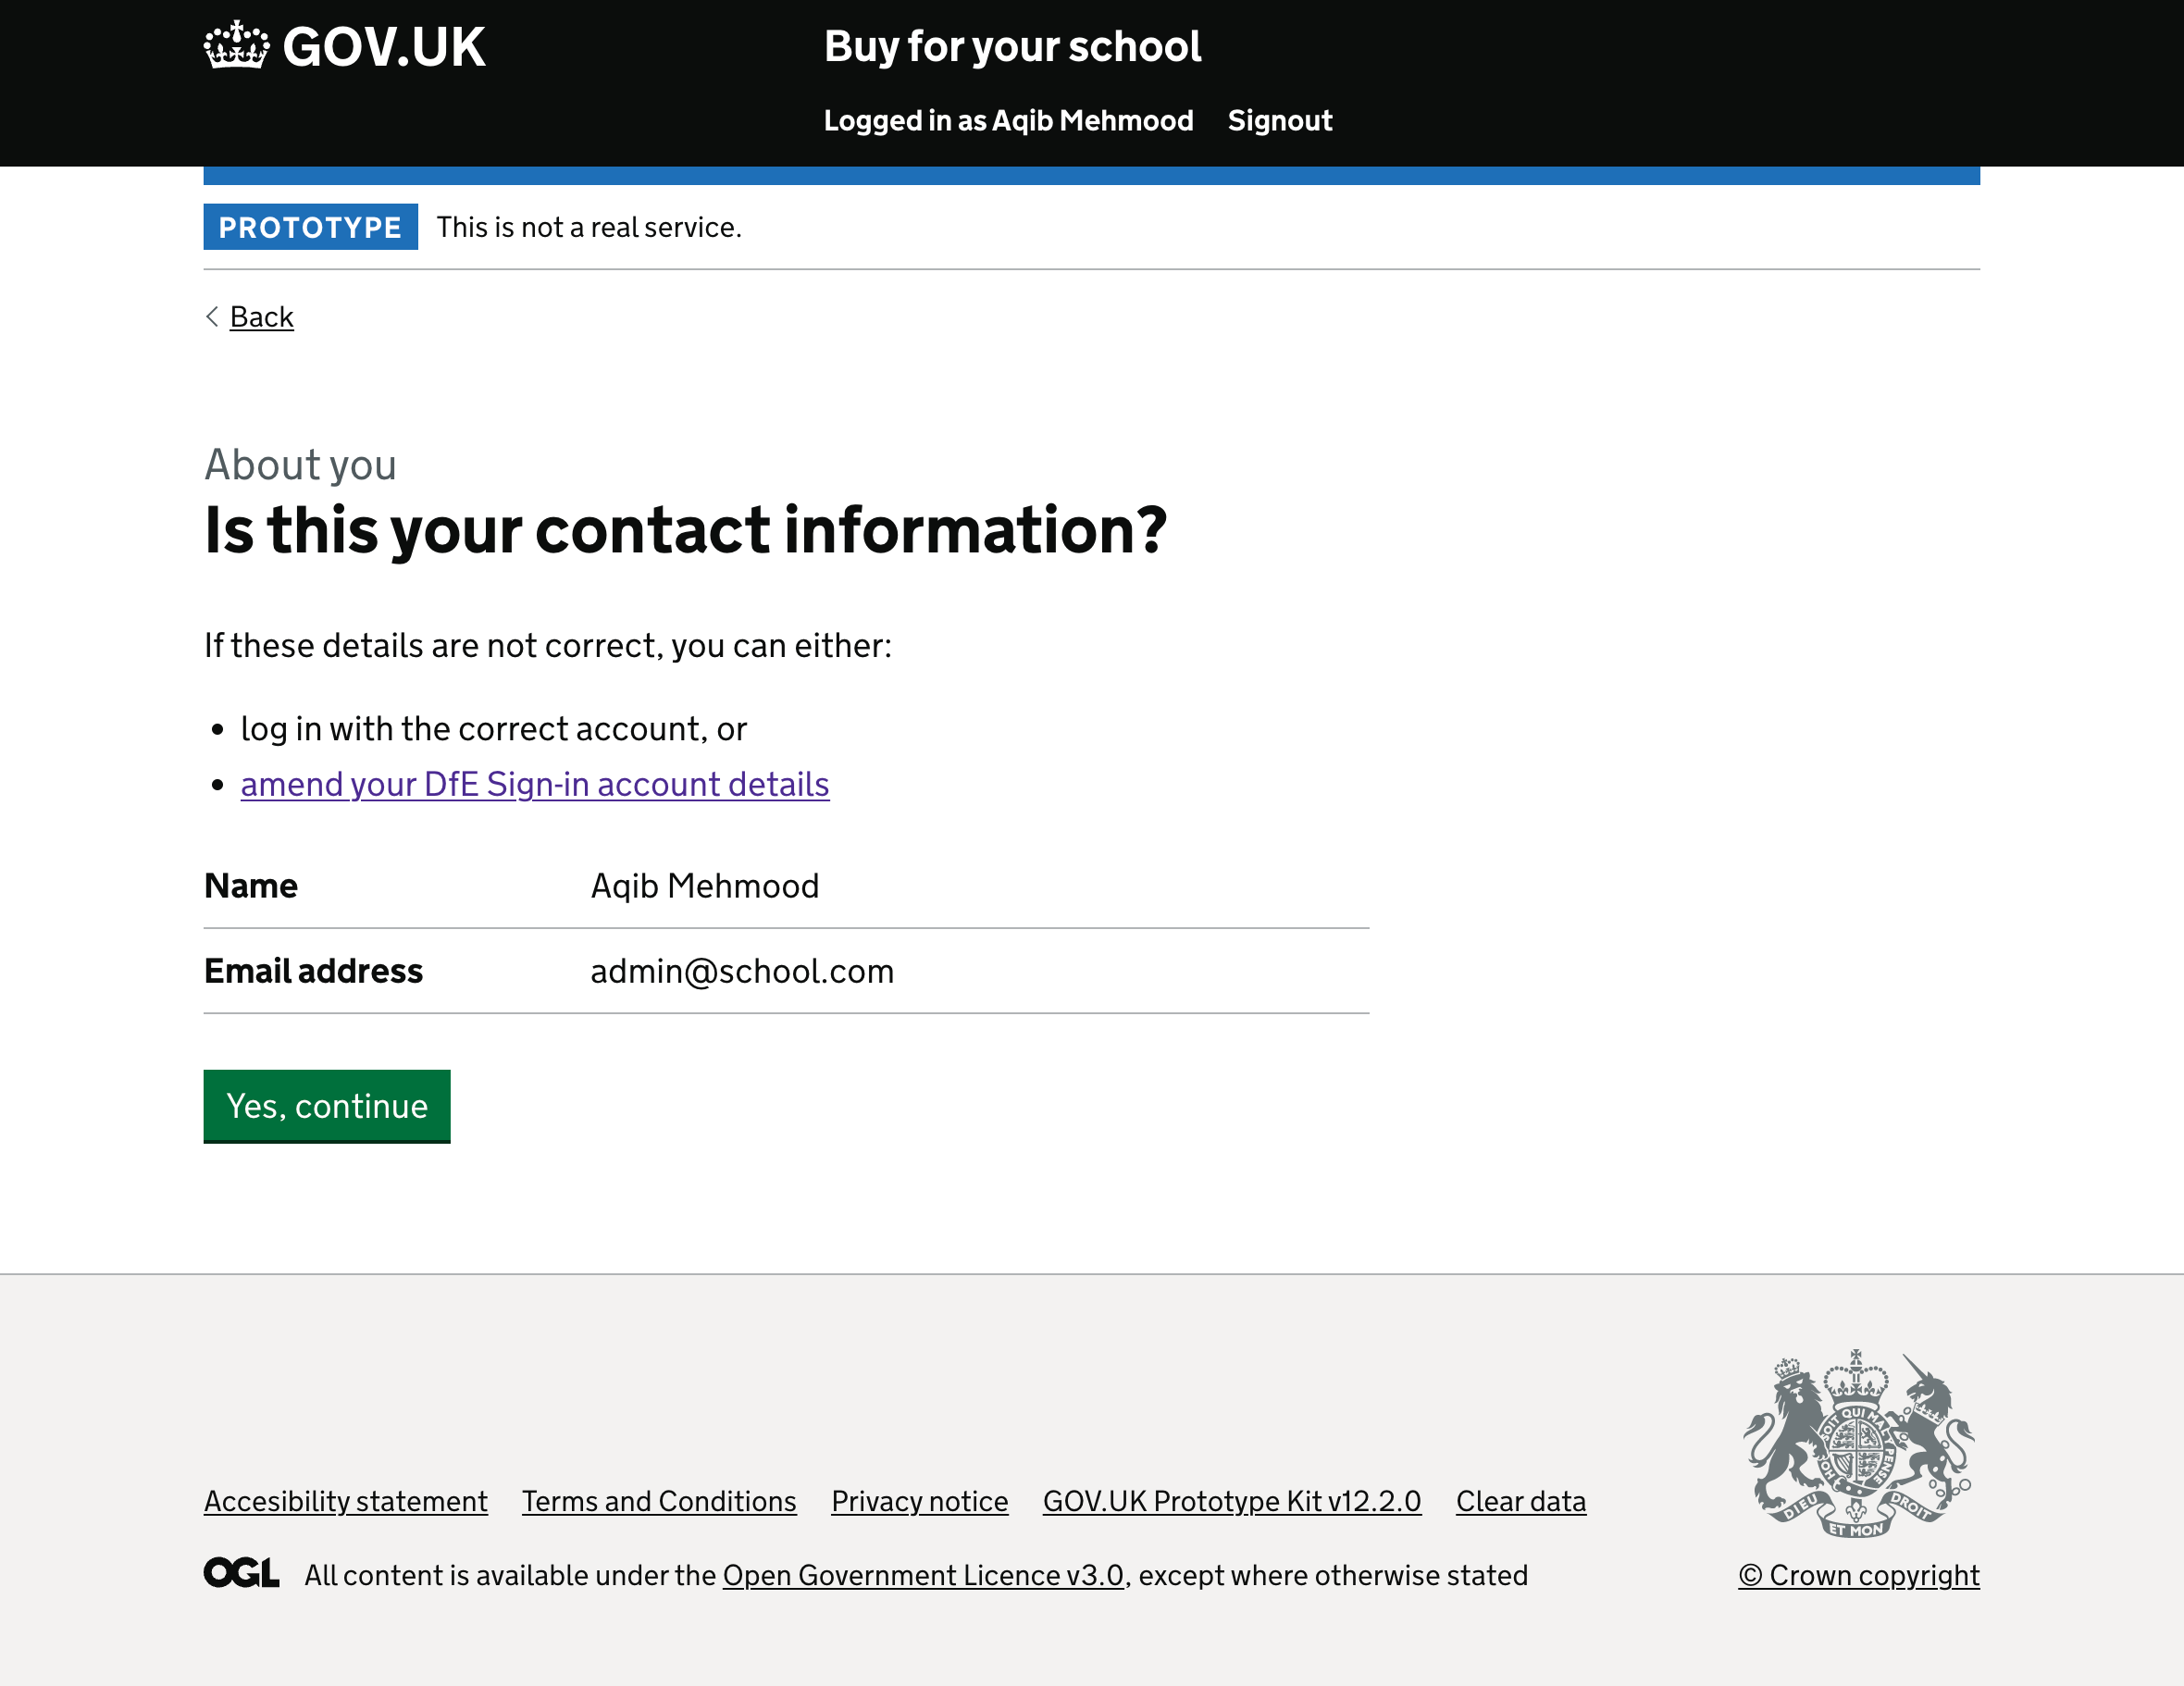 GOV.UK
Buy for your school
Logged in as Aqib Mehmood Signout
PROTOTYPE This is not a real service.
Back
About you
Is this your contact information?
If these details are not correct, you can either:
• log in with the correct account, or
• amend your DfE Sign-in account details
Name Aqib Mehmood
Email address admin@school.com
Yes, continue
Accesibility statement Terms and Conditions Privacy notice GOV.UK Prototype Kit v12.2.0 Clear data
OGL All content is available under the Open Government Licence v3.0, except where otherwise stated
SOIT QUI MAL Y PENSE
DIEU ET MON DROIT
© Crown copyright